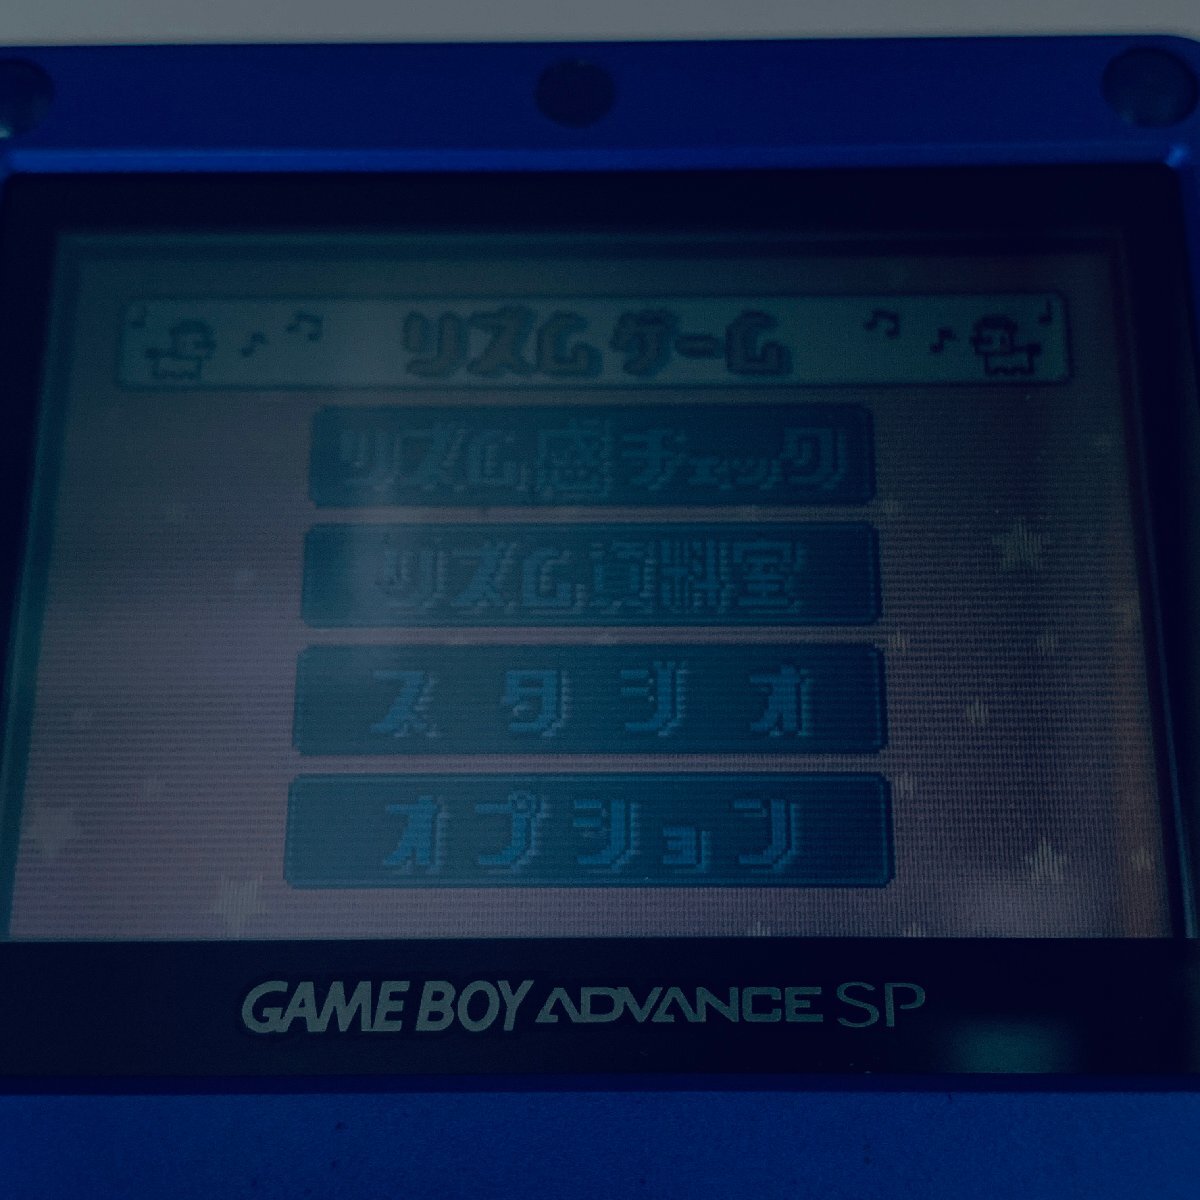 リズムゲーム
リズム感チェック
リズム資料室
スタジオ
オプション
GAME BOY ADVANCE SP